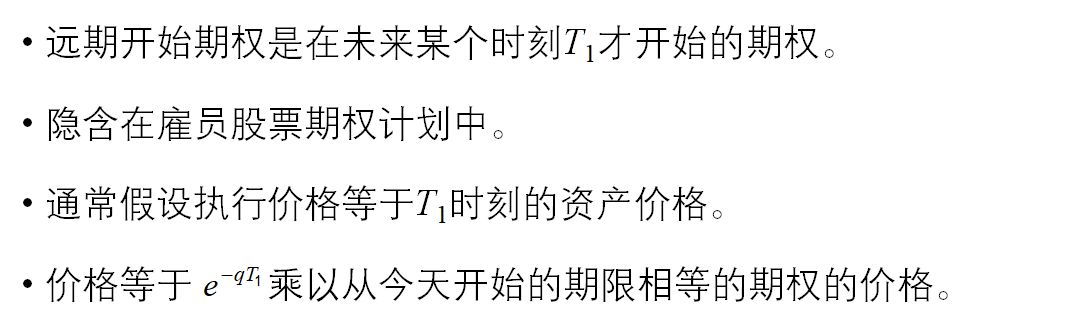 • 远期开始期权是在未来某个时刻T₁才开始的期权。
• 隐含在雇员股票期权计划中。
• 通常假设执行价格等于T₁时刻的资产价格。
• 价格等于 e^{-qT₁} 乘以从今天开始的期限相等的期权的价格。